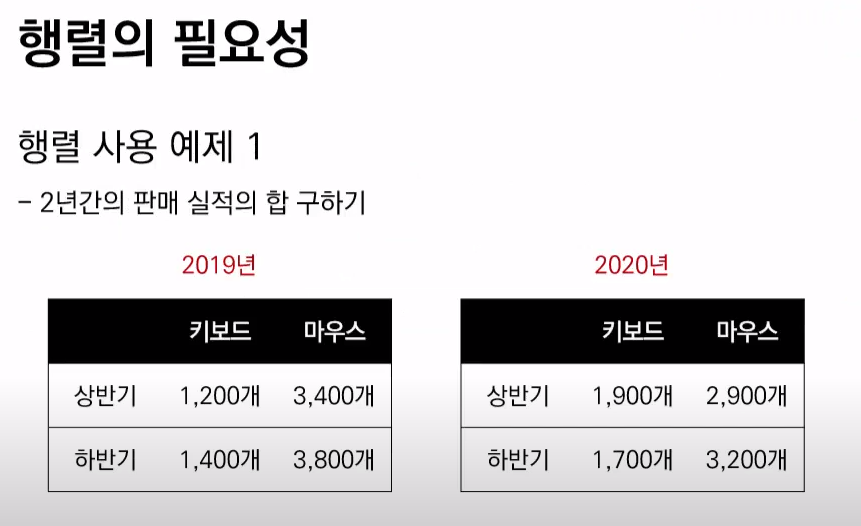 행렬의 필요성
행렬 사용 예제 1
- 2년간의 판매 실적의 합 구하기
2019년
키보드 마우스
상반기 1,200개 3,400개
하반기 1,400개 3,800개
2020년
키보드 마우스
상반기 1,900개 2,900개
하반기 1,700개 3,200개